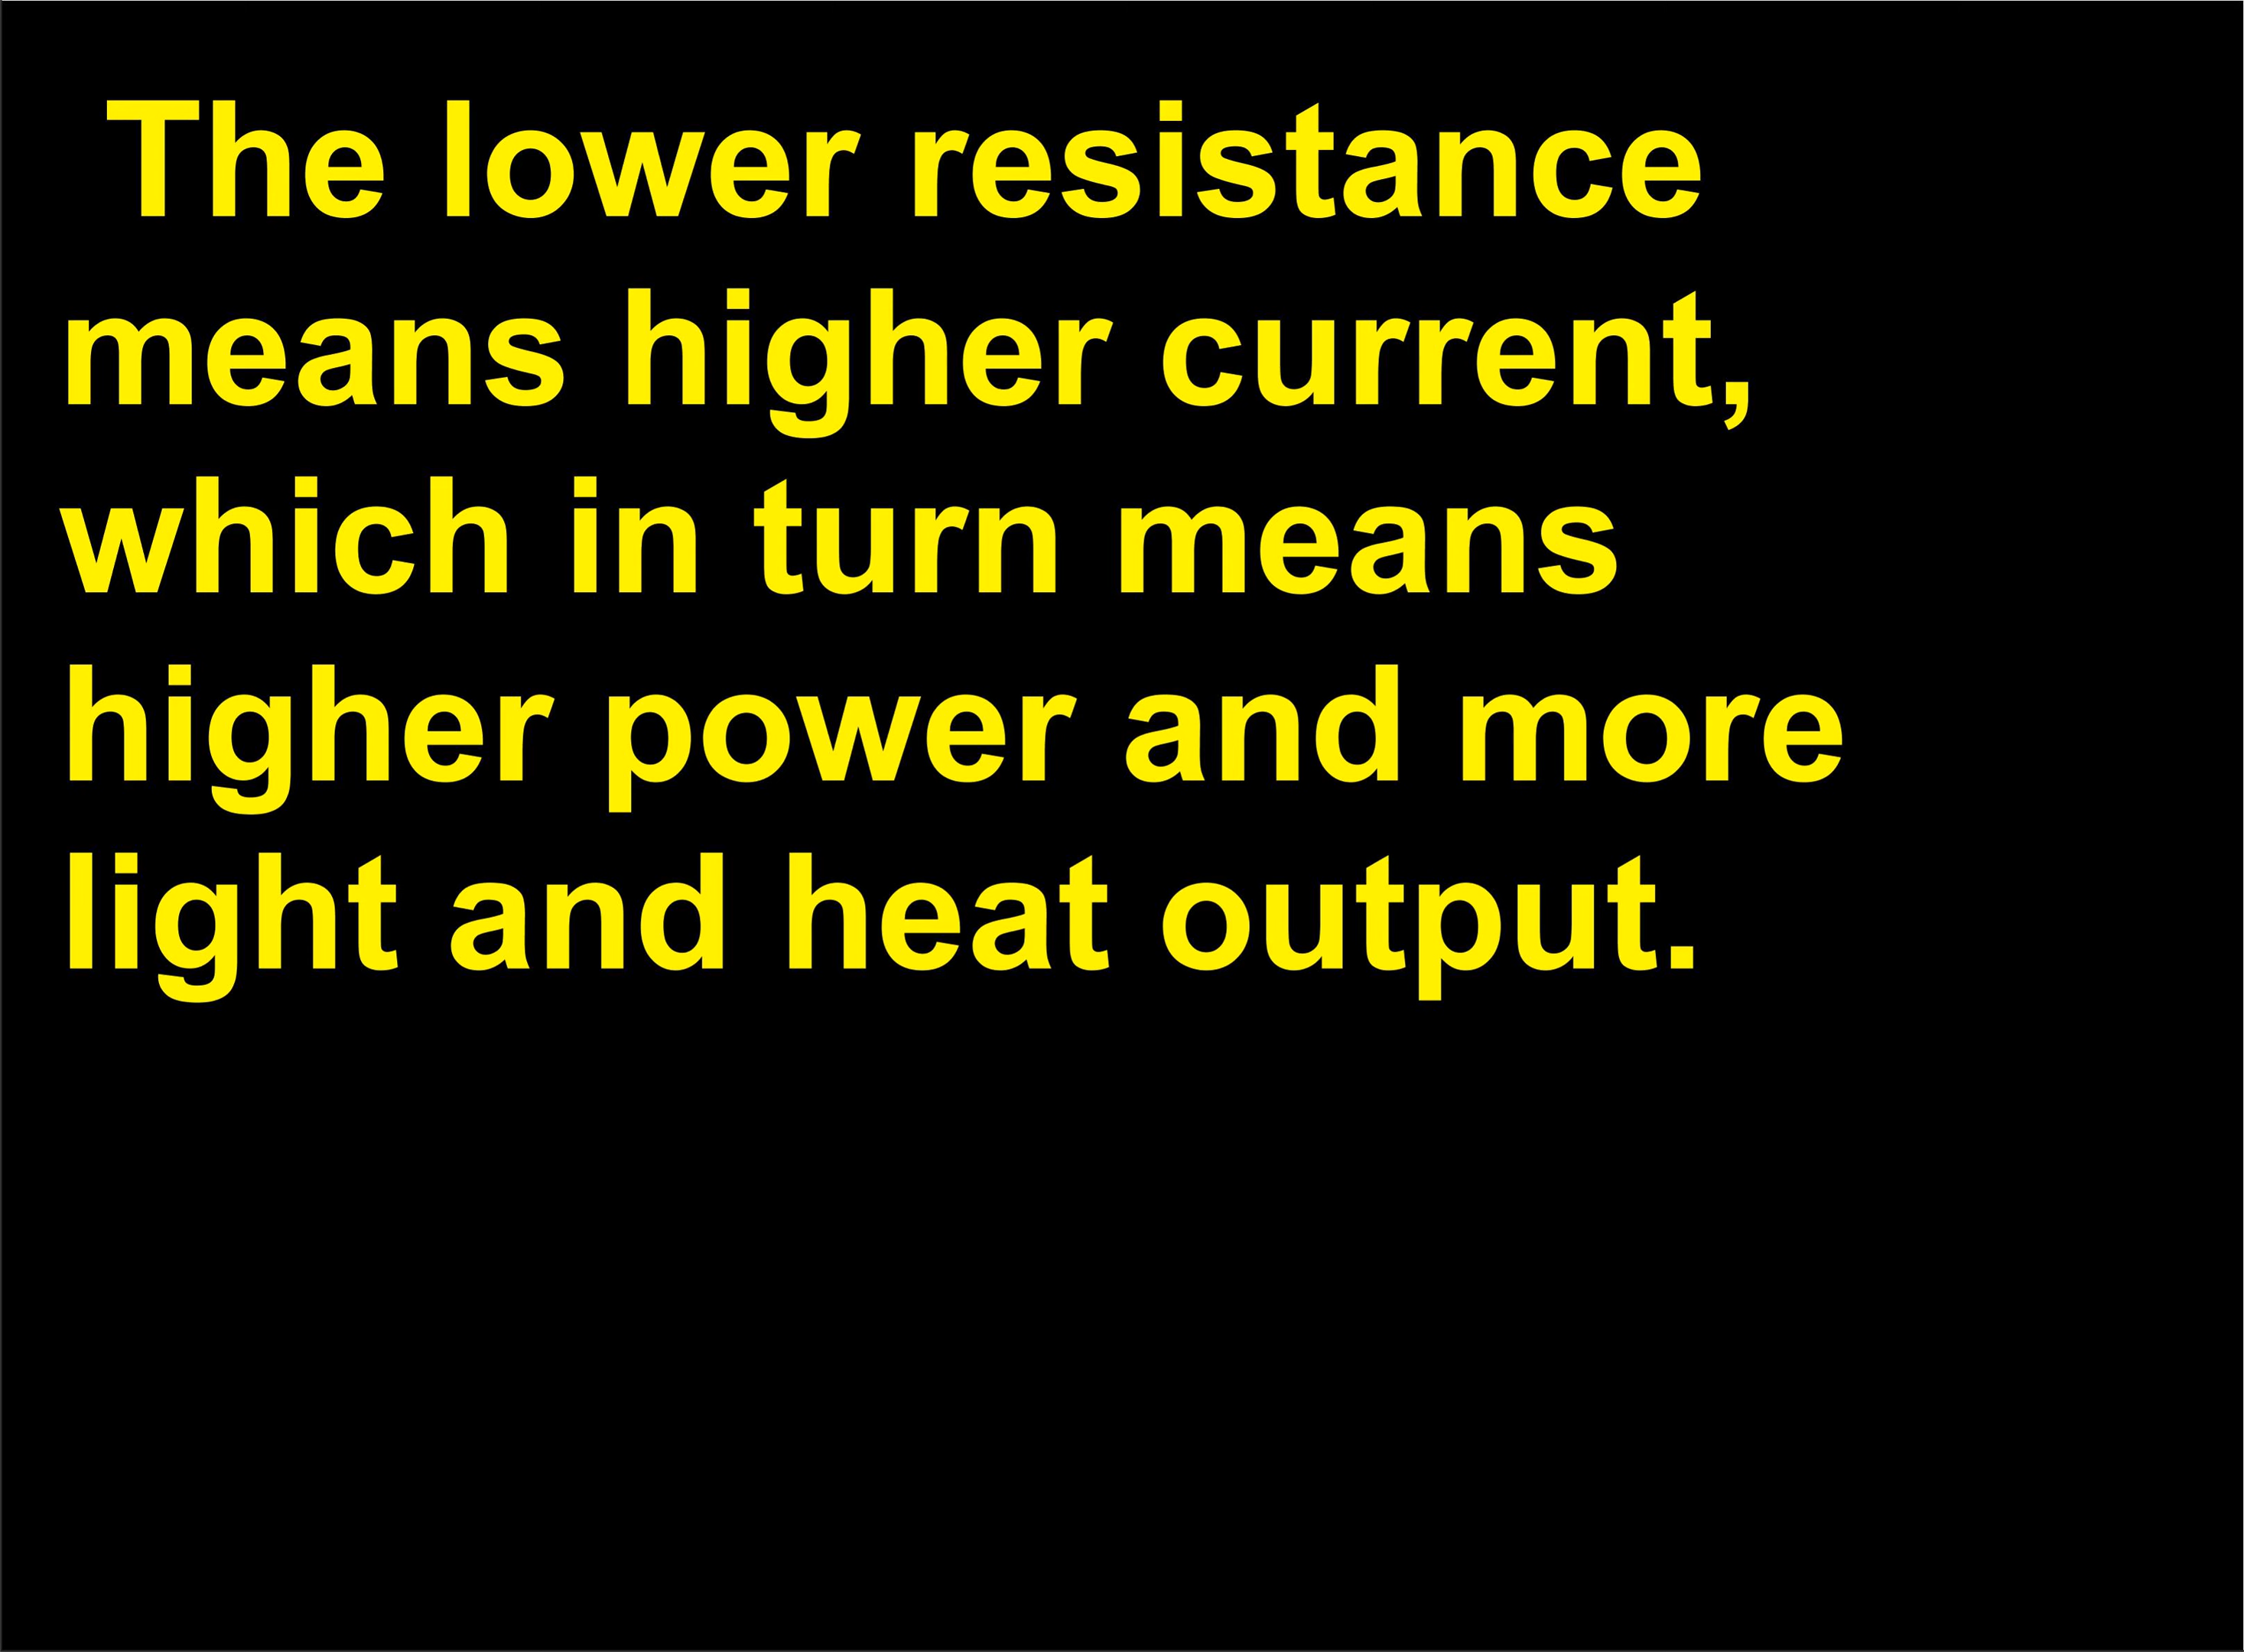 The lower resistance
means higher current,
which in turn means
higher power and more
light and heat output.